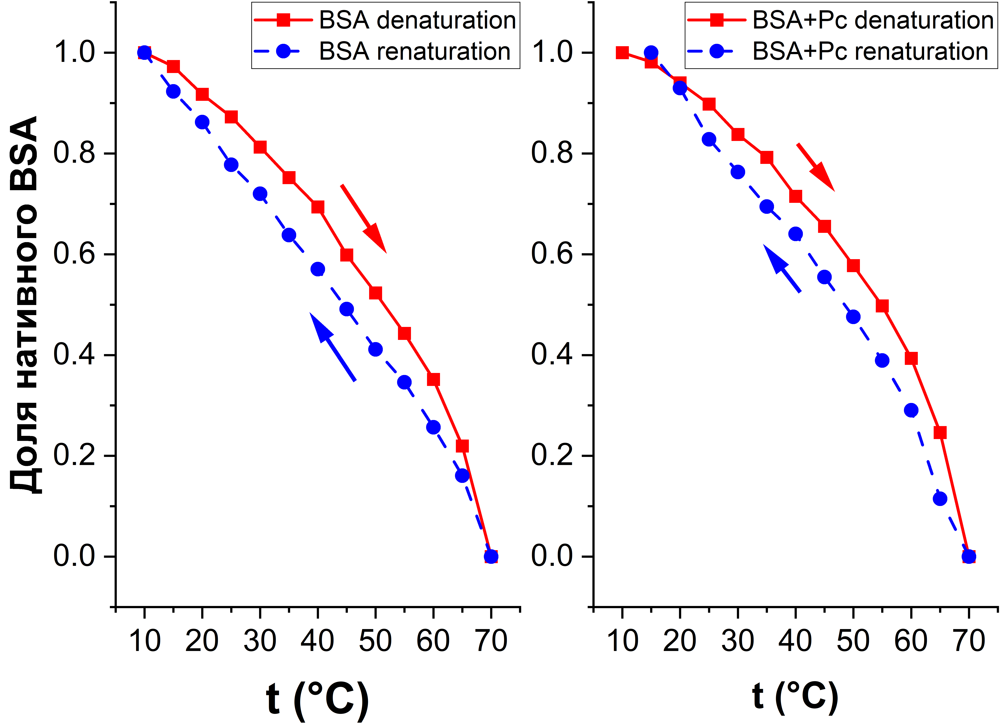 BSA denaturation
BSA renaturation
Доля нативного BSA
1.0
0.8
0.6
0.4
0.2
0.0
10 20 30 40 50 60 70
t (°C)
BSA+Pc denaturation
BSA+Pc renaturation
1.0
0.8
0.6
0.4
0.2
0.0
10 20 30 40 50 60 70
t (°C)